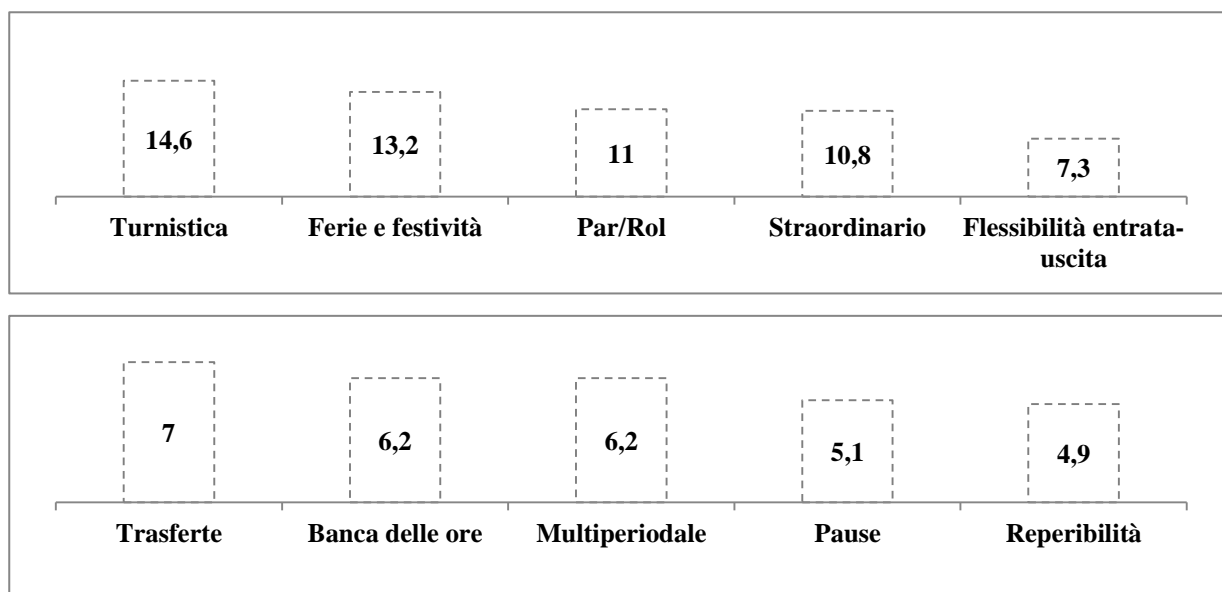 14,6
13,2
11
10,8
7,3
Turnistica
Ferie e festività
Par/Rol
Straordinario
Flessibilità entrata-
uscita
7
6,2
6,2
5,1
4,9
Trasferte
Banca delle ore
Multiperiodale
Pause
Reperibilità